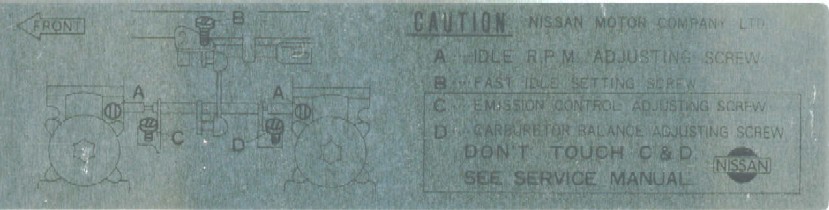 FRONT
B
A
A
C
D
CAUTION NISSAN MOTOR COMPANY LTD
A IDLE R.P.M. ADJUSTING SCREW
B FAST IDLE SETTING SCREW
C EMISSION CONTROL ADJUSTING SCREW
D CARBURETOR BALANCE ADJUSTING SCREW
DON'T TOUCH C & D
SEE SERVICE MANUAL
NISSAN